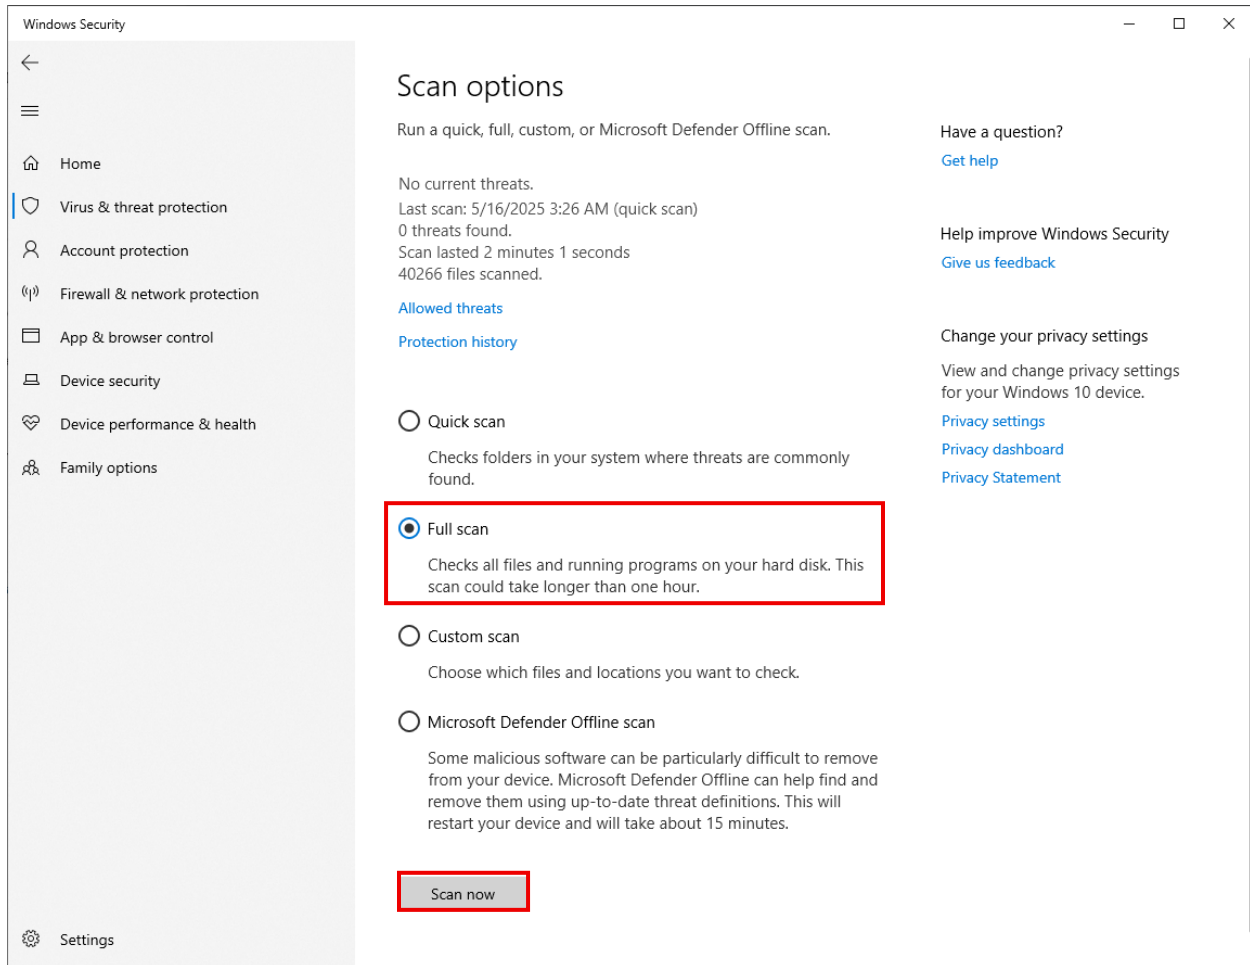 Windows Security
Home
Virus & threat protection
Account protection
Firewall & network protection
App & browser control
Device security
Device performance & health
Family options
Settings
Scan options
Run a quick, full, custom, or Microsoft Defender Offline scan.
No current threats.
Last scan: 5/16/2025 3:26 AM (quick scan)
0 threats found.
Scan lasted 2 minutes 1 seconds
40266 files scanned.
Allowed threats
Protection history
Quick scan
Checks folders in your system where threats are commonly
found.
Full scan
Checks all files and running programs on your hard disk. This
scan could take longer than one hour.
Custom scan
Choose which files and locations you want to check.
Microsoft Defender Offline scan
Some malicious software can be particularly difficult to remove
from your device. Microsoft Defender Offline can help find and
remove them using up-to-date threat definitions. This will
restart your device and will take about 15 minutes.
Scan now
Have a question?
Get help
Help improve Windows Security
Give us feedback
Change your privacy settings
View and change privacy settings
for your Windows 10 device.
Privacy settings
Privacy dashboard
Privacy Statement